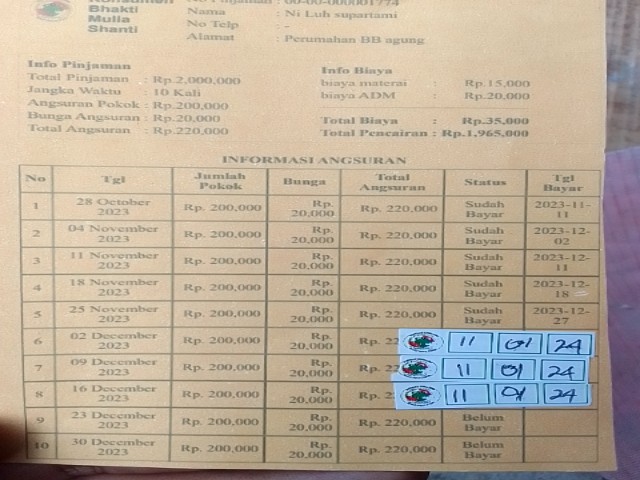 Bhakti
Mulia
Shanti
No Pinjaman : 00-00-000001774
Nama : Ni Luh supartami
No Telp : -
Alamat : Perumahan BB agung
Info Pinjaman
Total Pinjaman : Rp.2,000,000
Jangka Waktu : 10 Kali
Angsuran Pokok : Rp.200,000
Bunga Angsuran : Rp.20,000
Total Angsuran : Rp.220,000
Info Biaya
biaya materai : Rp.15,000
biaya ADM : Rp.20,000
Total Biaya : Rp.35,000
Total Pencairan : Rp.1,965,000
INFORMASI ANGSURAN
No Tgl Jumlah Pokok Bunga Total Angsuran Status Tgl Bayar
1 28 October 2023 Rp. 200,000 Rp. 20,000 Rp. 220,000 Sudah Bayar 2023-11-11
2 04 November 2023 Rp. 200,000 Rp. 20,000 Rp. 220,000 Sudah Bayar 2023-12-02
3 11 November 2023 Rp. 200,000 Rp. 20,000 Rp. 220,000 Sudah Bayar 2023-12-11
4 18 November 2023 Rp. 200,000 Rp. 20,000 Rp. 220,000 Sudah Bayar 2023-12-18
5 25 November 2023 Rp. 200,000 Rp. 20,000 Rp. 220,000 Sudah Bayar 2023-12-27
6 02 December 2023 Rp. 200,000 Rp. 20,000 Rp. 22 11 01 24
7 09 December 2023 Rp. 200,000 Rp. 20,000 Rp. 22 11 01 24
8 16 December 2023 Rp. 200,000 Rp. 20,000 Rp. 2 11 01 24
9 23 December 2023 Rp. 200,000 Rp. 20,000 Rp. 220,000 Belum Bayar
10 30 December 2023 Rp. 200,000 Rp. 20,000 Rp. 220,000 Belum Bayar